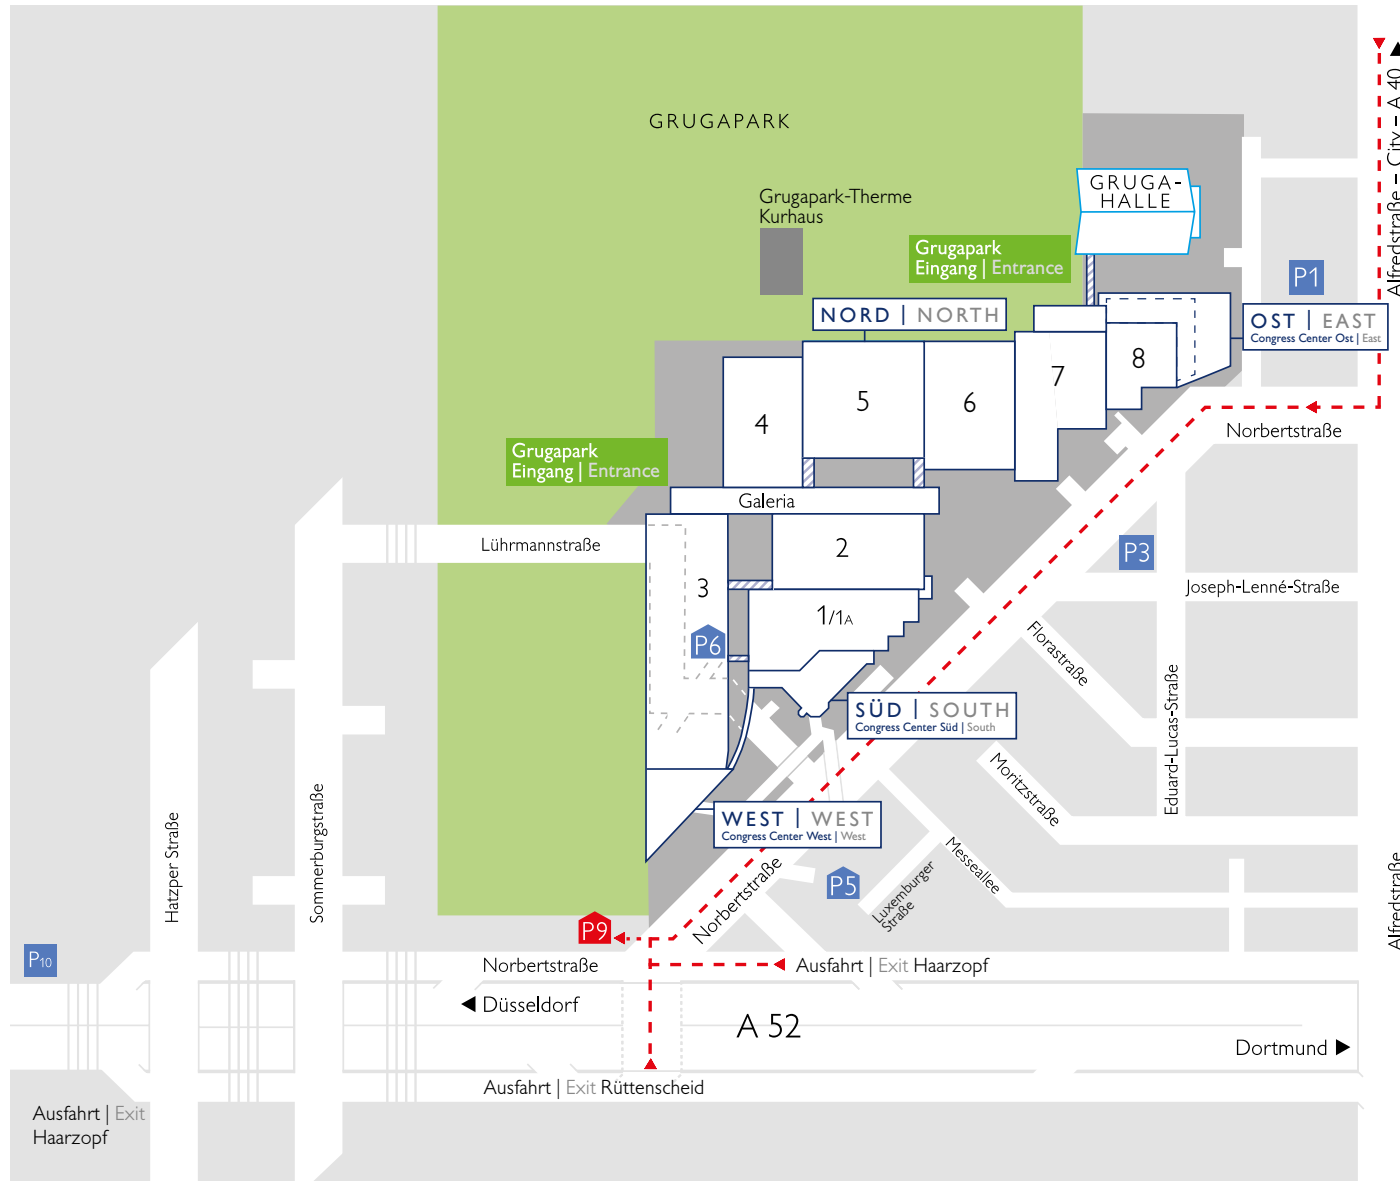 GRUGAPARK
Alfredstraße – City – A 40
GRUGA-
HALLE
Grugapark-Therme
Kurhaus
Grugapark
Eingang | Entrance
P1
NORD | NORTH
OST | EAST
Congress Center Ost | East
8
7
5
6
4
Norbertstraße
Grugapark
Eingang | Entrance
Galeria
Lührmannstraße
2
P3
3
Joseph-Lenné-Straße
1/1A
P6
Florastraße
Eduard-Lucas-Straße
SÜD | SOUTH
Congress Center Süd | South
Moritzstraße
WEST | WEST
Congress Center West | West
Hatzper Straße
Sommerburgstraße
Messeallee
Luxemburger
Straße
P5
Norbertstraße
Alfredstraße
P9
P10
Norbertstraße
Ausfahrt | Exit Haarzopf
Düsseldorf
A 52
Dortmund
Ausfahrt | Exit Rüttenscheid
Ausfahrt | Exit
Haarzopf